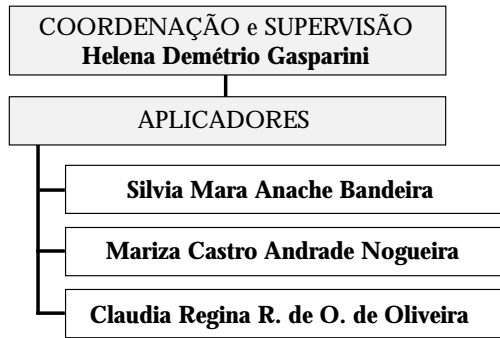 COORDENAÇÃO e SUPERVISÃO
Helena Demétrio Gasparini
APLICADORES
Silvia Mara Anache Bandeira
Mariza Castro Andrade Nogueira
Claudia Regina R. de O. de Oliveira